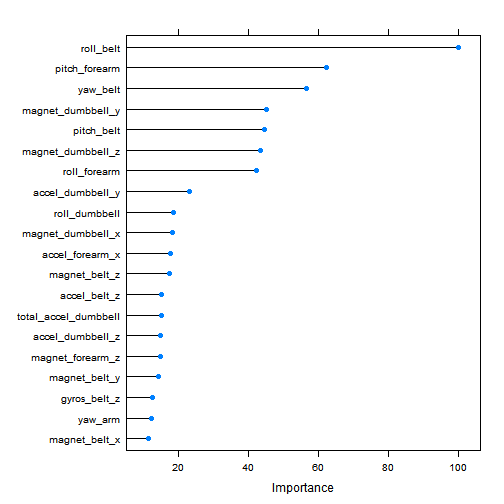 roll_belt
pitch_forearm
yaw_belt
magnet_dumbbell_y
pitch_belt
magnet_dumbbell_z
roll_forearm
accel_dumbbell_y
roll_dumbbell
magnet_dumbbell_x
accel_forearm_x
magnet_belt_z
accel_belt_z
total_accel_dumbbell
accel_dumbbell_z
magnet_forearm_z
magnet_belt_y
gyros_belt_z
yaw_arm
magnet_belt_x
20 40 60 80 100
Importance